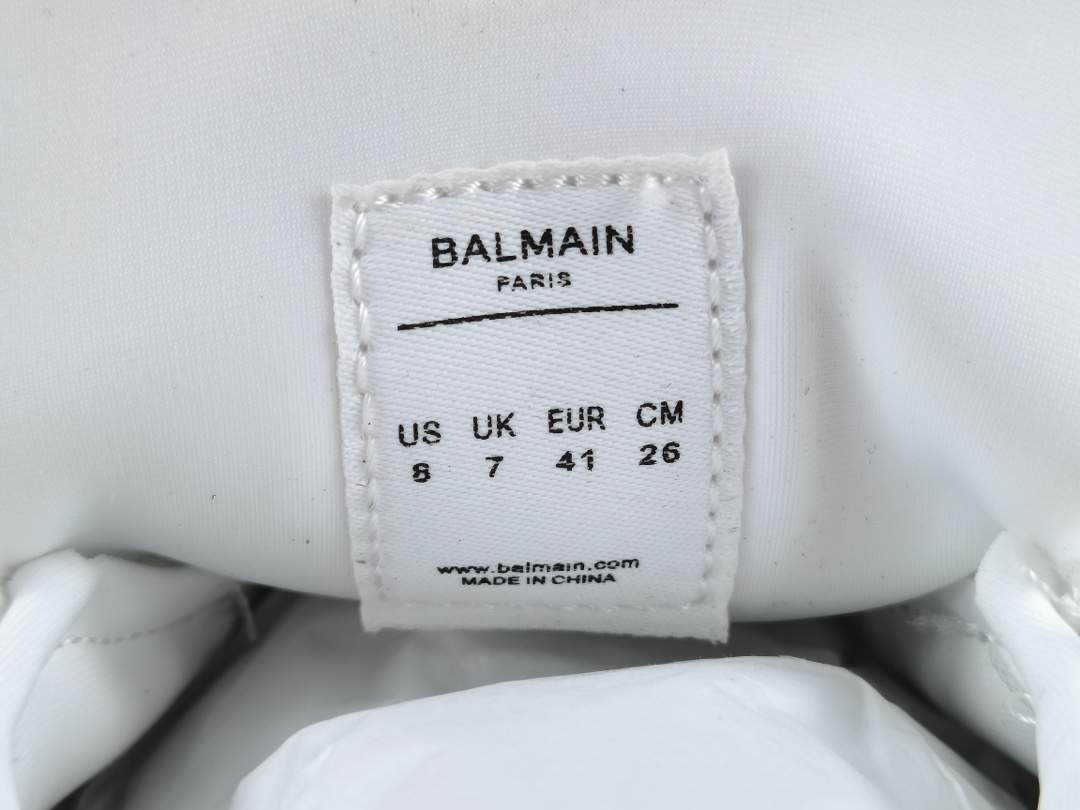 BALMAIN
PARIS
US UK EUR CM
8 7 41 26
www.balmain.com
MADE IN CHINA